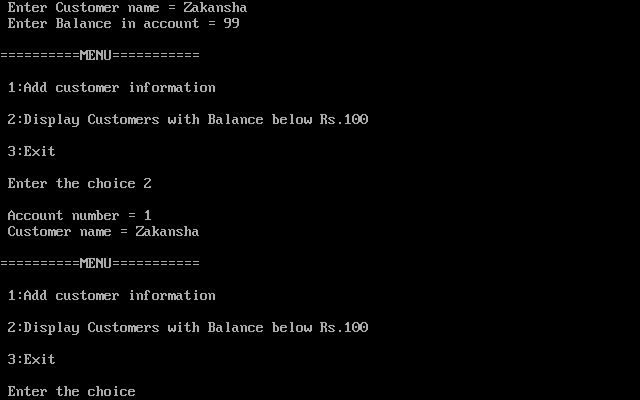 Enter Customer name = Zakansha
Enter Balance in account = 99
==========MENU===========
1:Add customer information
2:Display Customers with Balance below Rs.100
3:Exit
Enter the choice 2
Account number = 1
Customer name = Zakansha
==========MENU===========
1:Add customer information
2:Display Customers with Balance below Rs.100
3:Exit
Enter the choice